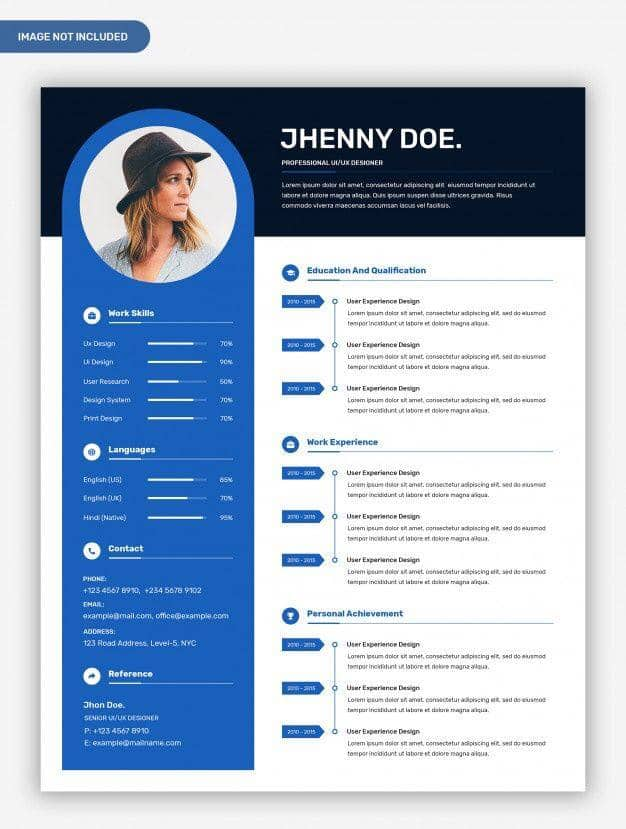 IMAGE NOT INCLUDED
JHENNY DOE.
PROFESSIONAL UI/UX DESIGNER
Lorem ipsum dolor sit amet, consectetur adipiscing elit eiusmod tempor incididunt ut
labore et dolore magna aliqua. Quis ipsum suspen disse ultrices gravida. Risus
commodo viverra maecenas accumsan lacus vel facilisis.
Work Skills
Ux Design 70%
Ui Design 90%
User Research 50%
Design System 70%
Print Design 70%
Languages
English (US) 85%
English (UK) 70%
Hindi (Native) 95%
Contact
PHONE:
+123 4567 8910, +234 5678 9102
EMAIL:
example@mail.com, office@example.com
ADDRESS:
123 Road Address, Level-5, NYC
Reference
Jhon Doe.
SENIOR UI/UX DESIGNER
P: +123 4567 8910
E: example@mailname.com
Education And Qualification
2010 - 2015 User Experience Design
Lorem ipsum dolor sit amet, consectetur adipiscing elit, sed do eiusmod
tempor incididunt ut labore et dolore magna aliqua.
2010 - 2015 User Experience Design
Lorem ipsum dolor sit amet, consectetur adipiscing elit, sed do eiusmod
tempor incididunt ut labore et dolore magna aliqua.
2010 - 2015 User Experience Design
Lorem ipsum dolor sit amet, consectetur adipiscing elit, sed do eiusmod
tempor incididunt ut labore et dolore magna aliqua.
Work Experience
2010 - 2015 User Experience Design
Lorem ipsum dolor sit amet, consectetur adipiscing elit, sed do eiusmod
tempor incididunt ut labore et dolore magna aliqua.
2010 - 2015 User Experience Design
Lorem ipsum dolor sit amet, consectetur adipiscing elit, sed do eiusmod
tempor incididunt ut labore et dolore magna aliqua.
2010 - 2015 User Experience Design
Lorem ipsum dolor sit amet, consectetur adipiscing elit, sed do eiusmod
tempor incididunt ut labore et dolore magna aliqua.
Personal Achievement
2010 - 2015 User Experience Design
Lorem ipsum dolor sit amet, consectetur adipiscing elit, sed do eiusmod
tempor incididunt ut labore et dolore magna aliqua.
2010 - 2015 User Experience Design
Lorem ipsum dolor sit amet, consectetur adipiscing elit, sed do eiusmod
tempor incididunt ut labore et dolore magna aliqua.
2010 - 2015 User Experience Design
Lorem ipsum dolor sit amet, consectetur adipiscing elit, sed do eiusmod
tempor incididunt ut labore et dolore magna aliqua.